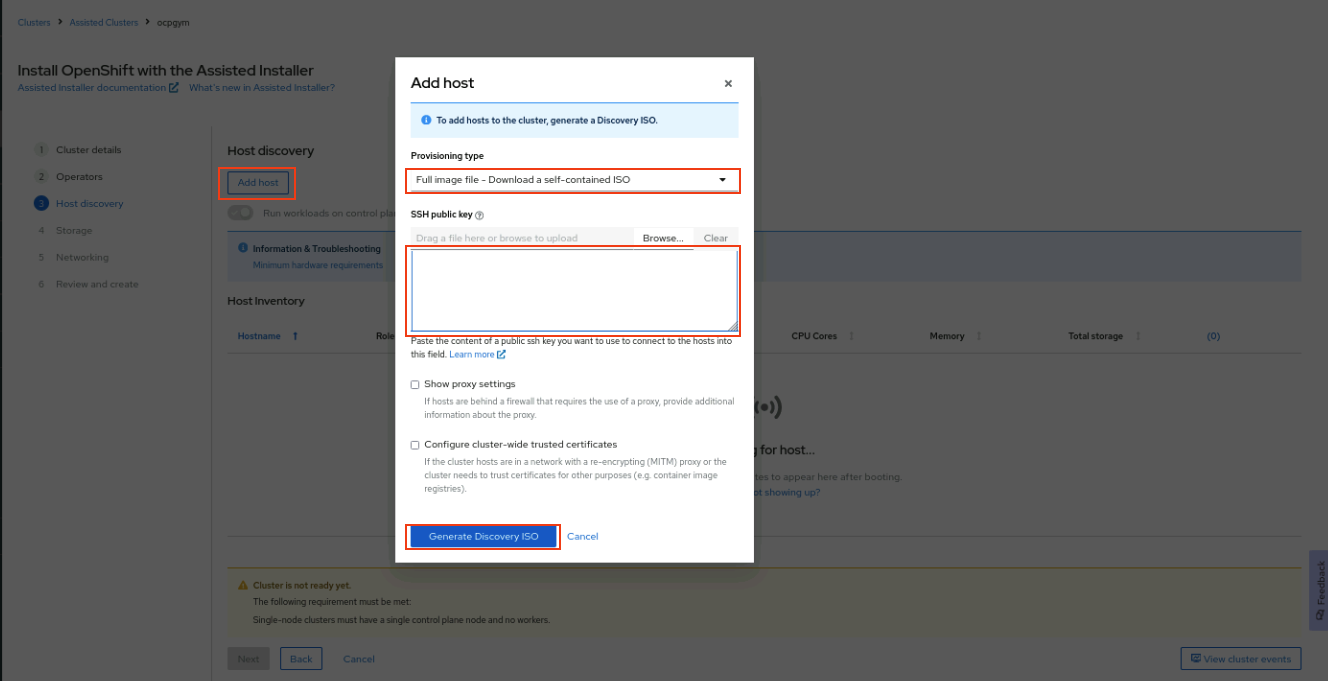 Clusters > Assisted Clusters > ocpgym
Install OpenShift with the Assisted Installer
Assisted Installer documentation What's new in Assisted Installer?
1 Cluster details
2 Operators
3 Host discovery
4 Storage
5 Networking
6 Review and create
Host discovery
Add host
Run workloads on control pla
Information & Troubleshooting
Minimum hardware requirements
Host Inventory
Hostname Role CPU Cores Memory Total storage (0)
g for host...
tes to appear here after booting.
ot showing up?
Add host
To add hosts to the cluster, generate a Discovery ISO.
Provisioning type
Full image file - Download a self-contained ISO
SSH public key
Drag a file here or browse to upload Browse... Clear
Paste the content of a public ssh key you want to use to connect to the hosts into
this field. Learn more
Show proxy settings
If hosts are behind a firewall that requires the use of a proxy, provide additional
information about the proxy.
Configure cluster-wide trusted certificates
If the cluster hosts are in a network with a re-encrypting (MITM) proxy or the
cluster needs to trust certificates for other purposes (e.g. container image
registries).
Generate Discovery ISO Cancel
Cluster is not ready yet.
The following requirement must be met:
Single-node clusters must have a single control plane node and no workers.
Next Back Cancel
View cluster events
Feedback